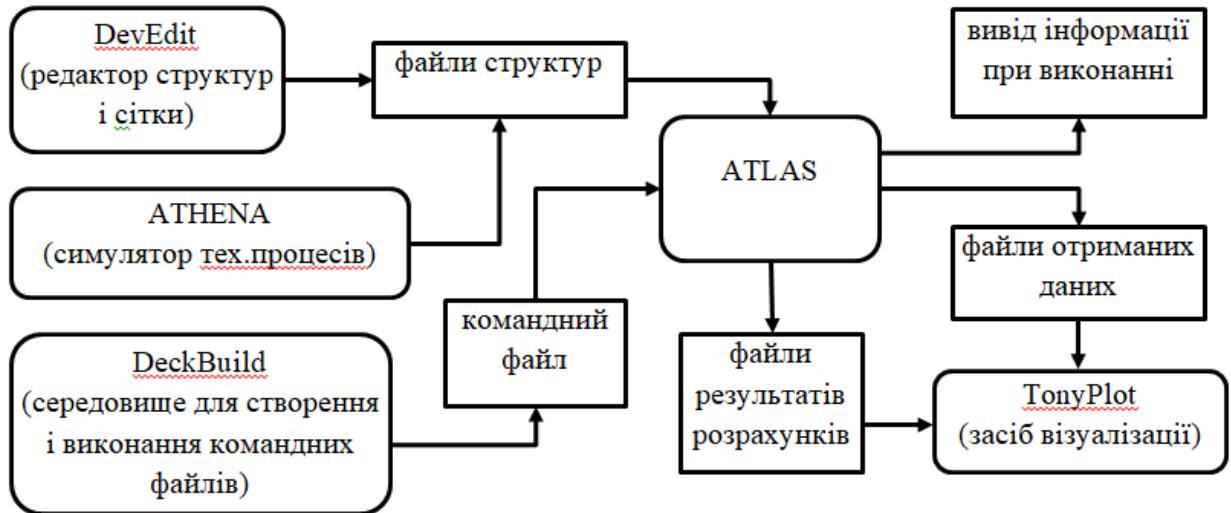 DevEdit
(редактор структур
і сітки)
файли структур
вивід інформації
при виконанні
ATLAS
ATHENA
(симулятор тех.процесів)
файли отриманих
даних
командний
файл
DeckBuild
(середовище для створення
і виконання командних
файлів)
файли
результатів
розрахунків
TonyPlot
(засіб візуалізації)